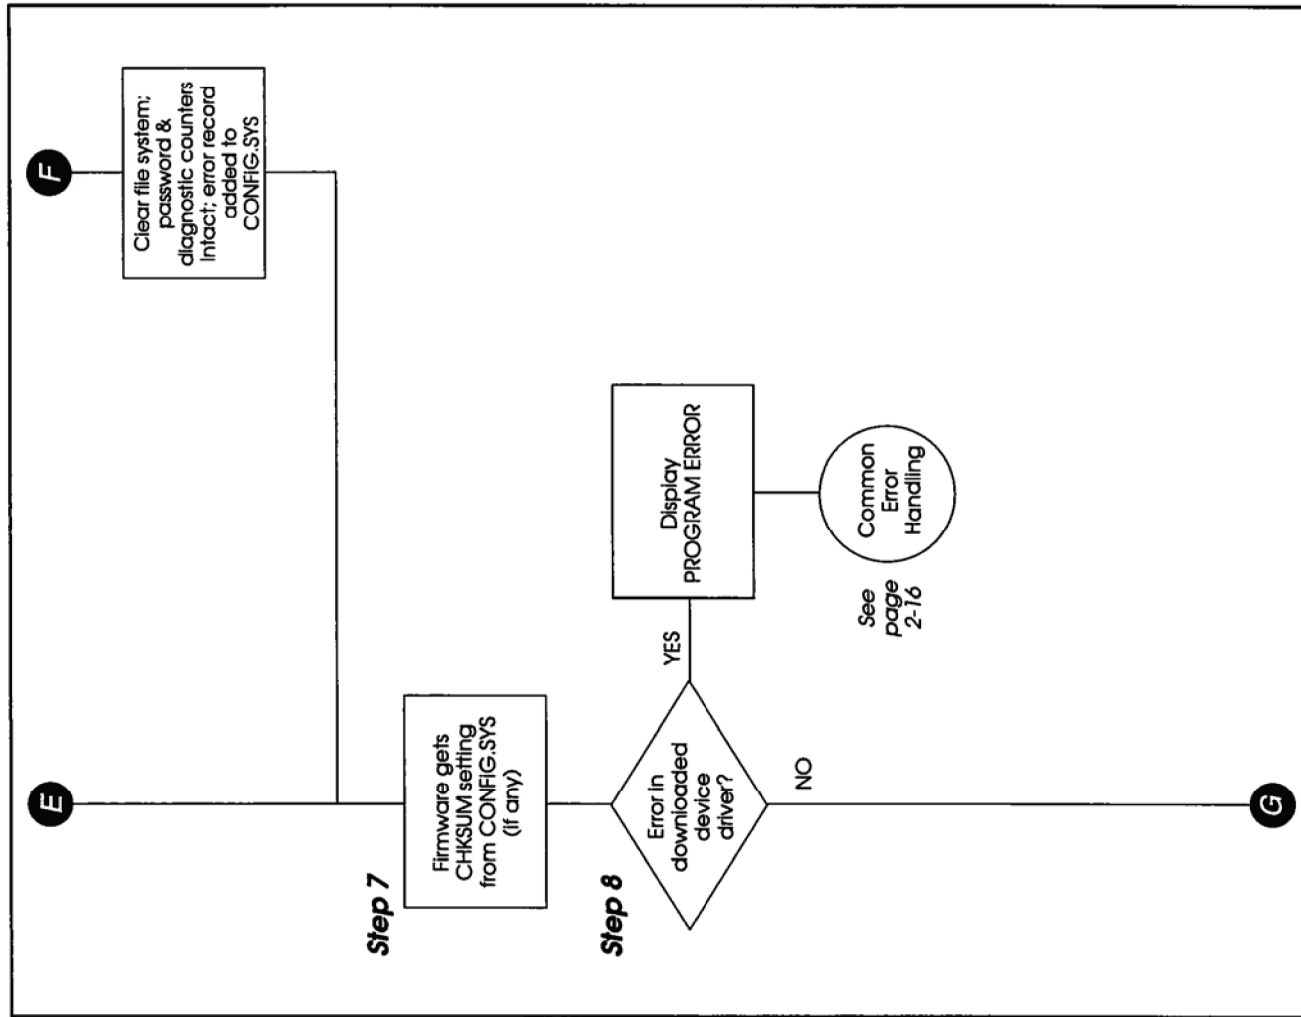 E
F
Clear file system;
password &
diagnostic counters
intact; error record
added to
CONFIG.SYS
Step 7
Firmware gets
CHKSUM setting
from CONFIG.SYS
(if any)
Step 8
Error in
downloaded
device
driver?
YES
Display
PROGRAM ERROR
Common
Error
Handling
See
page
2-16
NO
G